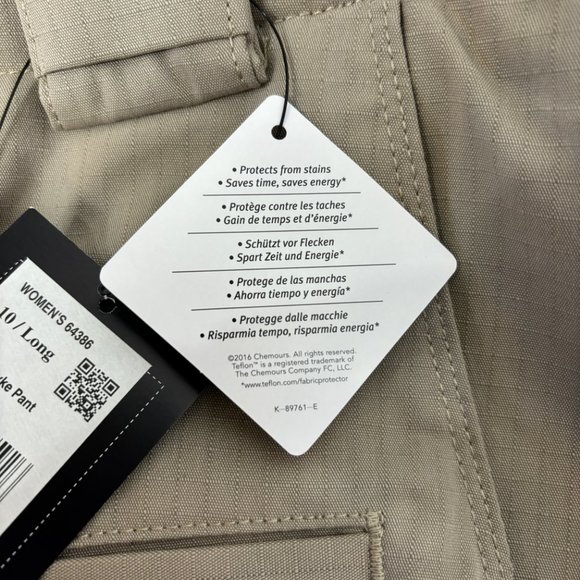 • Protects from stains
• Saves time, saves energy*
• Protège contre les taches
• Gain de temps et d'énergie*
• Schützt vor Flecken
• Spart Zeit und Energie*
• Protege de las manchas
• Ahorra tiempo y energía*
• Protegge dalle macchie
• Risparmia tempo, risparmia energia*
©2016 Chemours. All rights reserved.
Teflon™ is a registered trademark of
The Chemours Company FC, LLC.
*www.teflon.com/fabricprotector
K-89761-E
WOMEN'S 64386
10 / Long
Pant